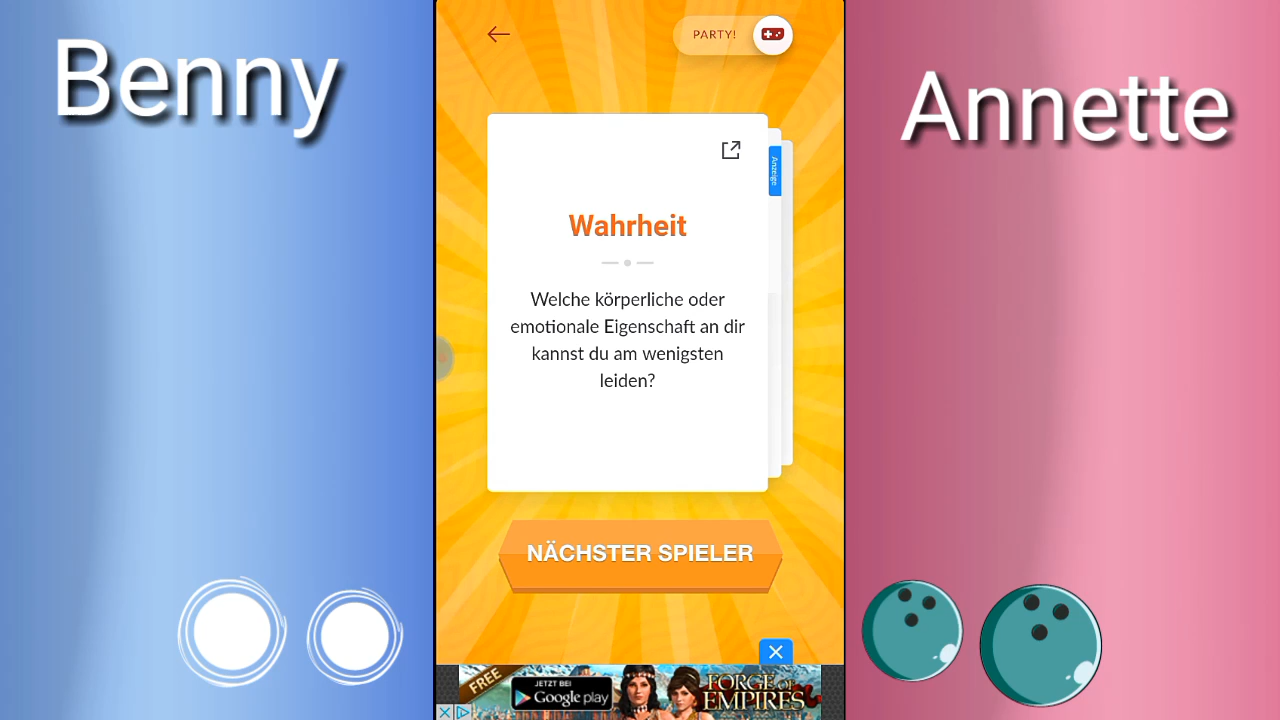 Benny
Annette
PARTY!
Anzeige
Wahrheit
Welche körperliche oder
emotionale Eigenschaft an dir
kannst du am wenigsten
leiden?
NÄCHSTER SPIELER
FREE
JETZT BEI
Google play
FORGE OF
EMPIRES